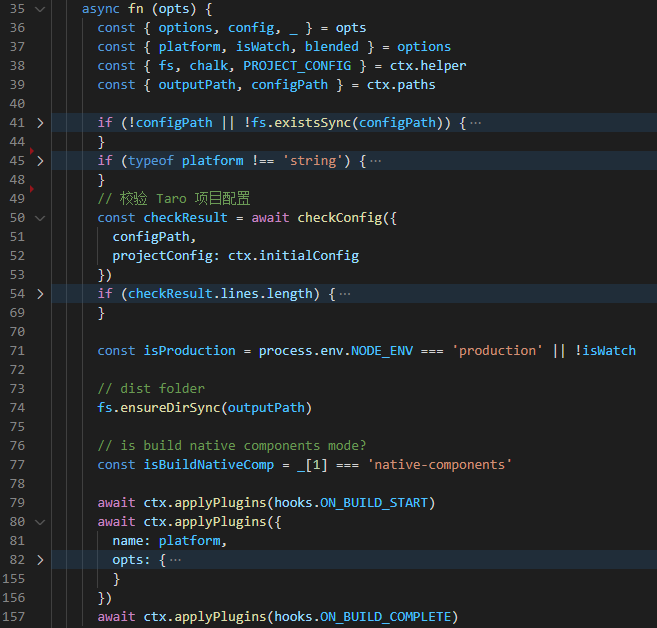 35 async fn (opts) {
36 const { options, config, _ } = opts
37 const { platform, isWatch, blended } = options
38 const { fs, chalk, PROJECT_CONFIG } = ctx.helper
39 const { outputPath, configPath } = ctx.paths
40
41 if (!configPath || !fs.existsSync(configPath)) {⋯
44 }
45 if (typeof platform !== 'string') {⋯
48 }
49 // 校验 Taro 项目配置
50 const checkResult = await checkConfig({
51 configPath,
52 projectConfig: ctx.initialConfig
53 })
54 if (checkResult.lines.length) {⋯
69 }
70
71 const isProduction = process.env.NODE_ENV === 'production' || !isWatch
72
73 // dist folder
74 fs.ensureDirSync(outputPath)
75
76 // is build native components mode?
77 const isBuildNativeComp = _[1] === 'native-components'
78
79 await ctx.applyPlugins(hooks.ON_BUILD_START)
80 await ctx.applyPlugins({
81 name: platform,
82 opts: {⋯
155 }
156 })
157 await ctx.applyPlugins(hooks.ON_BUILD_COMPLETE)